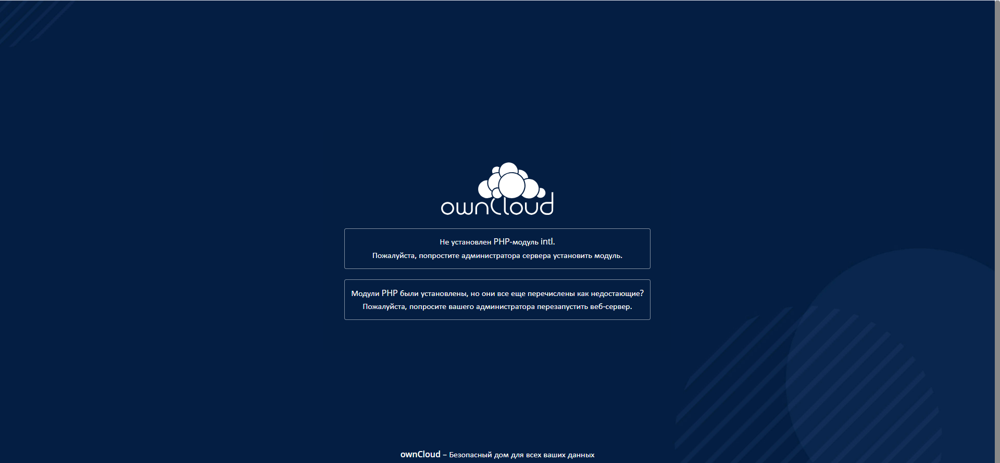 ownCloud
Не установлен PHP-модуль intl.
Пожалуйста, попростите администратора сервера установить модуль.
Модули PHP были установлены, но они все еще перечислены как недостающие?
Пожалуйста, попросите вашего администратора перезапустить веб-сервер.
ownCloud – Безопасный дом для всех ваших данных